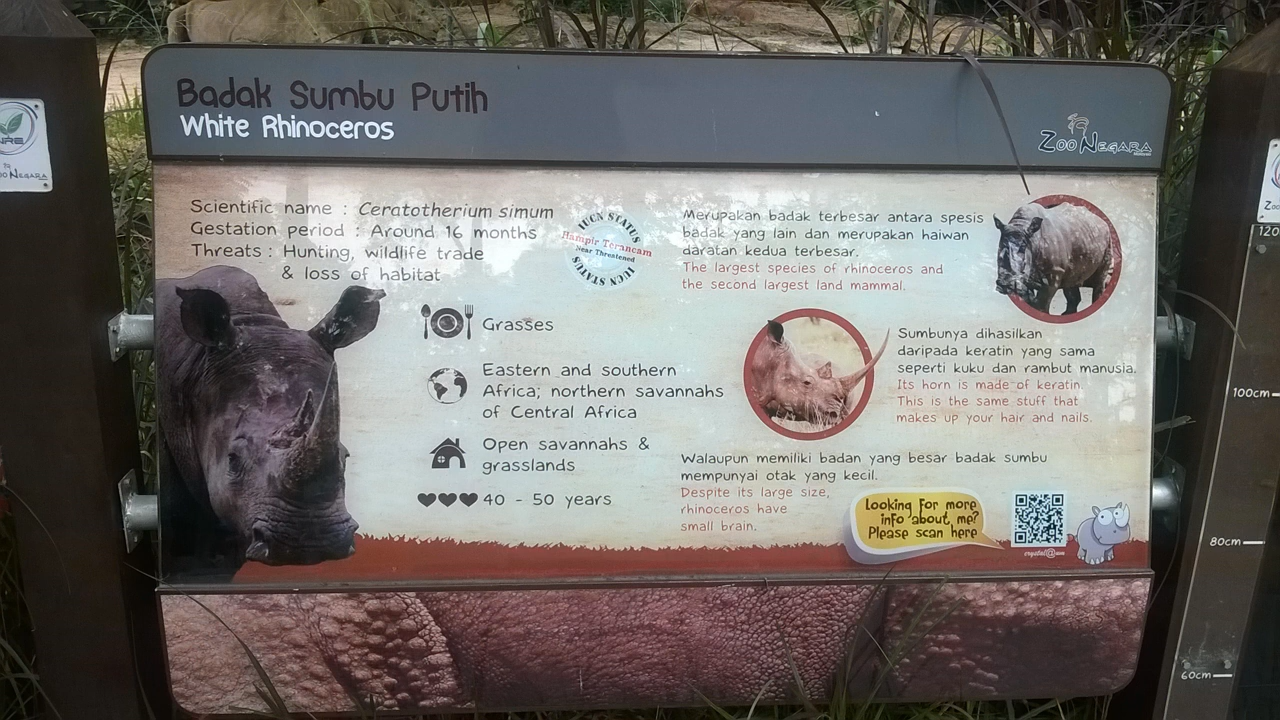 Badak Sumbu Putih
White Rhinoceros
Zoo Negara
Scientific name : Ceratotherium simum
Gestation period : Around 16 months
Threats : Hunting, wildlife trade
& loss of habitat
IUCN STATUS
Hampir Terancam
Near Threatened
IUCN STATUS
Grasses
Eastern and southern
Africa; northern savannahs
of Central Africa
Open savannahs &
grasslands
40 - 50 years
Merupakan badak terbesar antara spesis
badak yang lain dan merupakan haiwan
daratan kedua terbesar.
The largest species of rhinoceros and
the second largest land mammal.
Sumbunya dihasilkan
daripada keratin yang sama
seperti kuku dan rambut manusia.
Its horn is made of keratin.
This is the same stuff that
makes up your hair and nails.
Walaupun memiliki badan yang besar badak sumbu
mempunyai otak yang kecil.
Despite its large size,
rhinoceros have
small brain.
Looking for more
info about me?
Please scan here
120
100cm
80cm
60cm